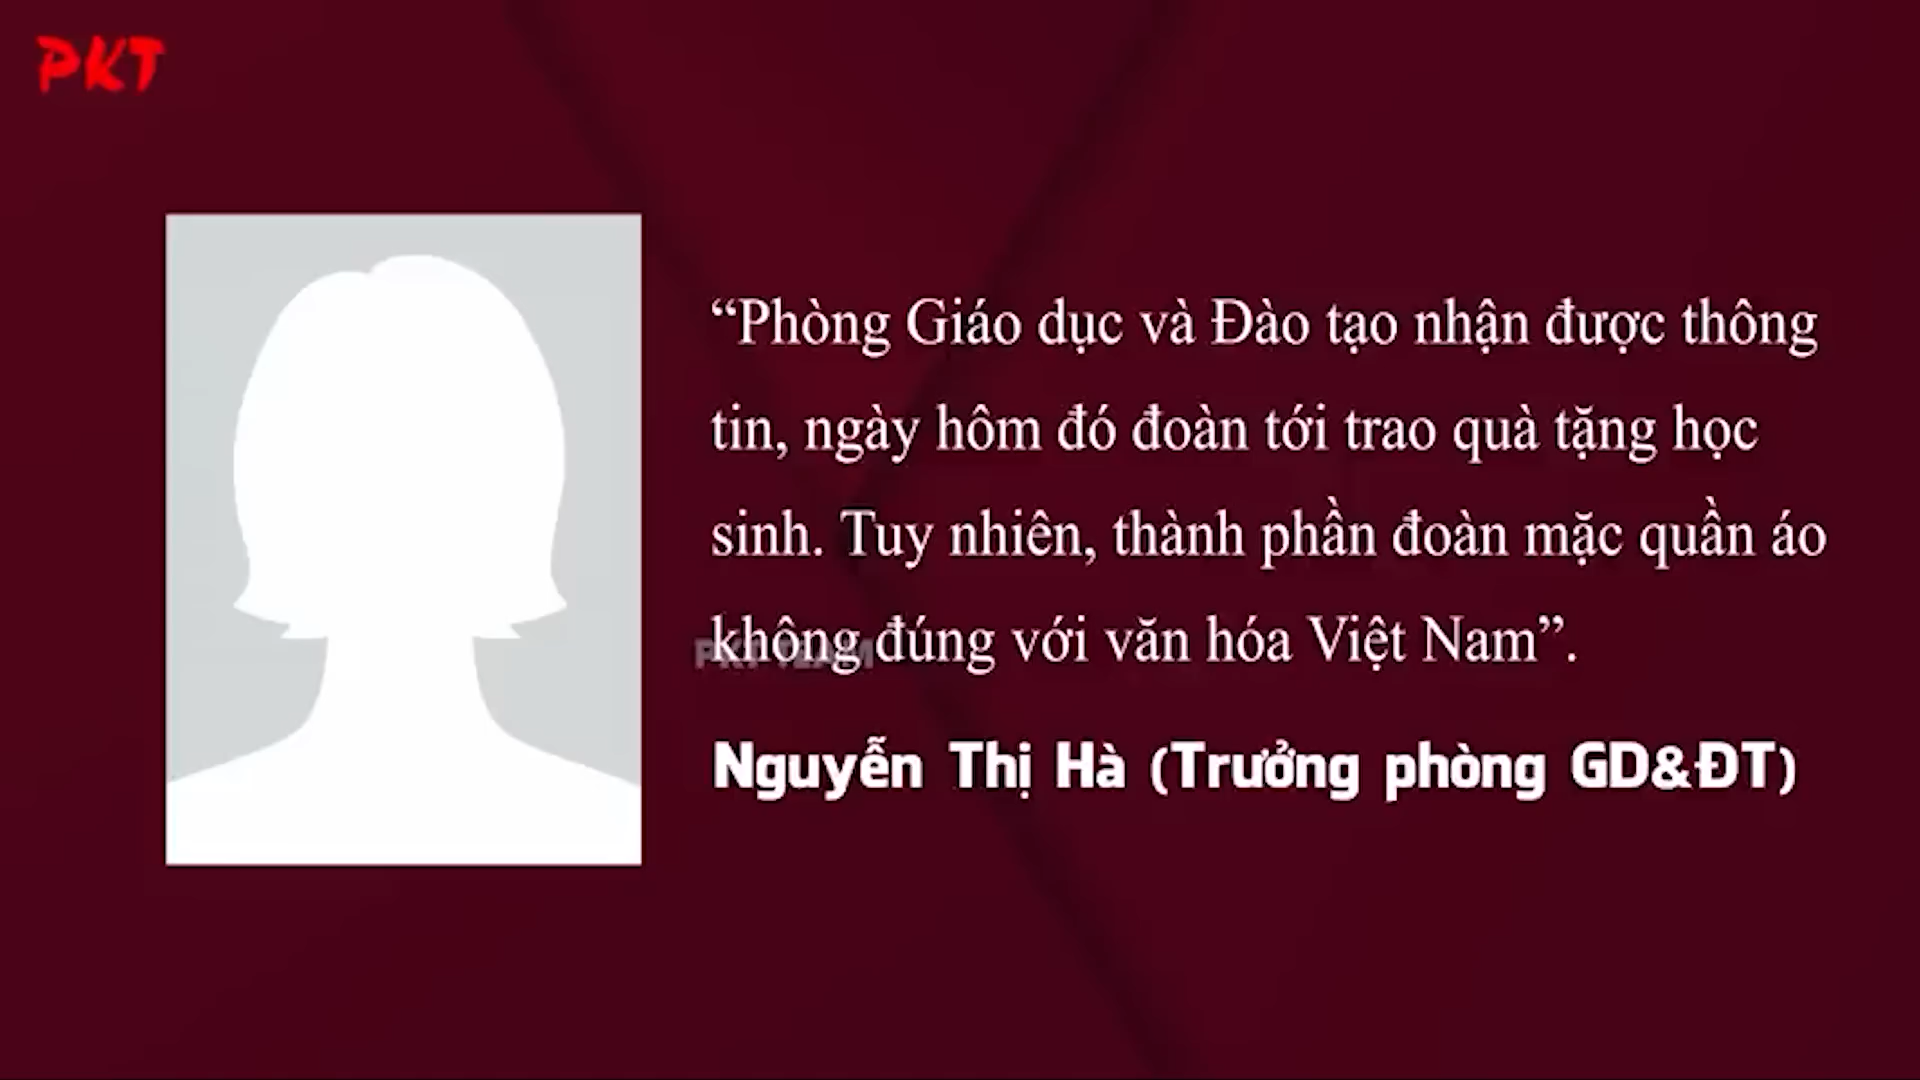 PKT
“Phòng Giáo dục và Đào tạo nhận được thông
tin, ngày hôm đó đoàn tới trao quà tặng học
sinh. Tuy nhiên, thành phần đoàn mặc quần áo
không đúng với văn hóa Việt Nam”.
PKT TEAM
Nguyễn Thị Hà (Trưởng phòng GD&ĐT)